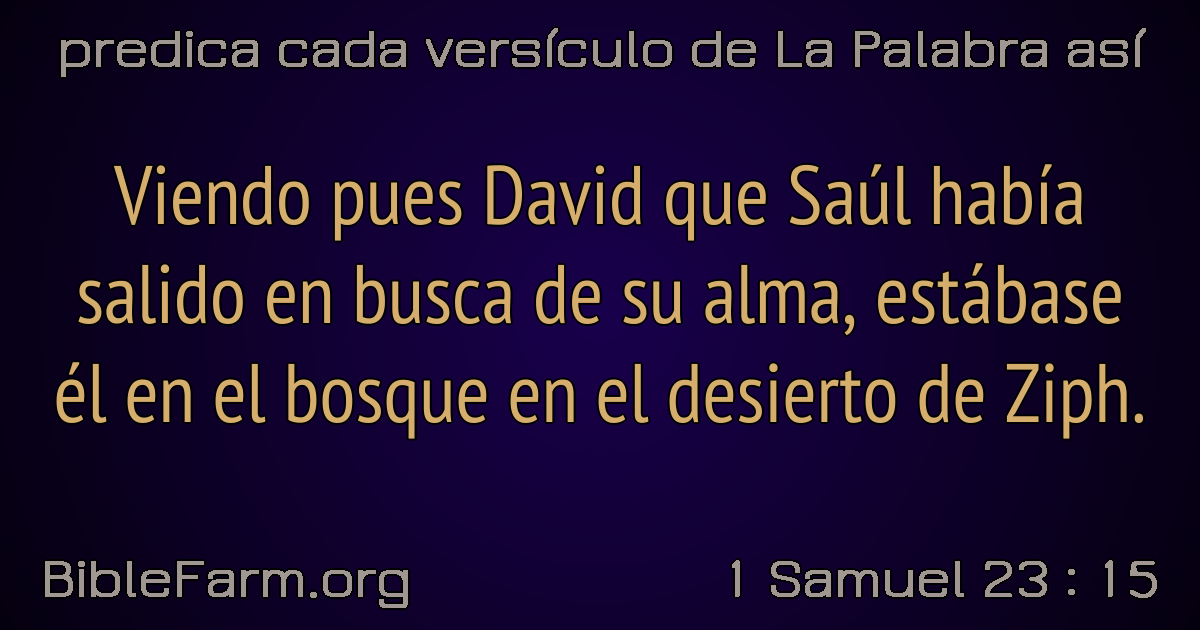 predica cada versículo de La Palabra así
Viendo pues David que Saúl había
salido en busca de su alma, estábase
él en el bosque en el desierto de Ziph.
BibleFarm.org
1 Samuel 23 : 15